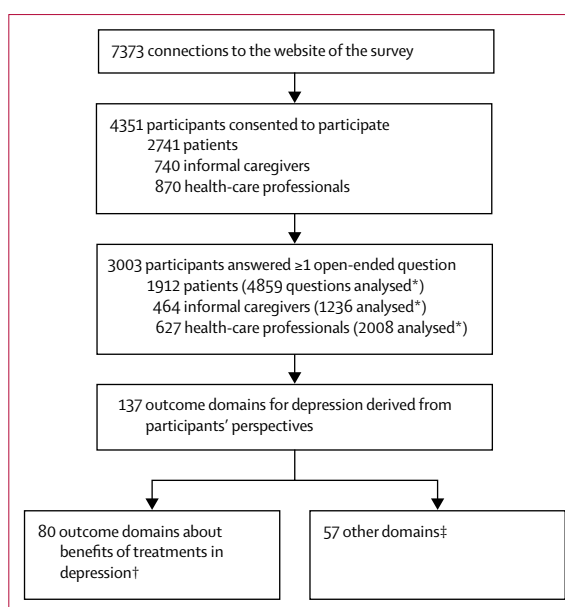 7373 connections to the website of the survey
4351 participants consented to participate
2741 patients
740 informal caregivers
870 health-care professionals
3003 participants answered ≥1 open-ended question
1912 patients (4859 questions analysed*)
464 informal caregivers (1236 analysed*)
627 health-care professionals (2008 analysed*)
137 outcome domains for depression derived from
participants’ perspectives
80 outcome domains about
benefits of treatments in
depression†
57 other domains‡